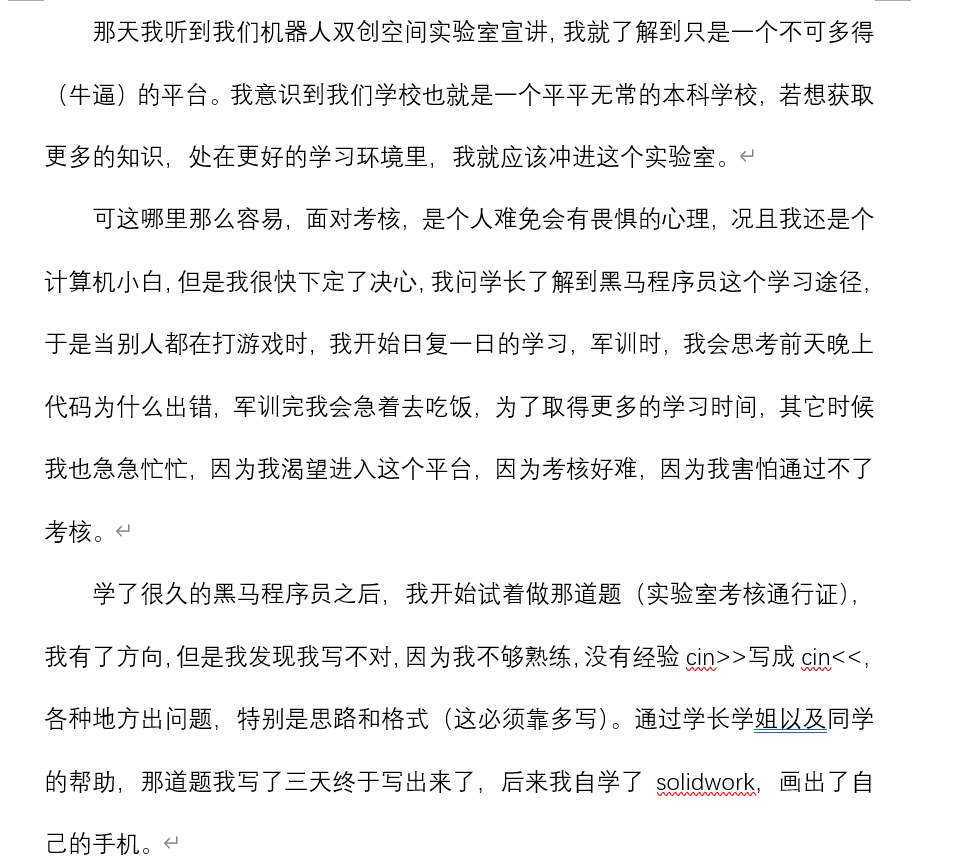 那天我听到我们机器人双创空间实验室宣讲,我就了解到只是一个不可多得
（牛逼）的平台。我意识到我们学校也就是一个平平无常的本科学校，若想获取
更多的知识，处在更好的学习环境里，我就应该冲进这个实验室。
可这哪里那么容易，面对考核，是个人难免会有畏惧的心理，况且我还是个
计算机小白,但是我很快下定了决心,我问学长了解到黑马程序员这个学习途径，
于是当别人都在打游戏时，我开始日复一日的学习，军训时，我会思考前天晚上
代码为什么出错，军训完我会急着去吃饭，为了取得更多的学习时间，其它时候
我也急急忙忙，因为我渴望进入这个平台，因为考核好难，因为我害怕通过不了
考核。
学了很久的黑马程序员之后，我开始试着做那道题（实验室考核通行证），
我有了方向,但是我发现我写不对,因为我不够熟练,没有经验 cin>>写成 cin<<，
各种地方出问题，特别是思路和格式（这必须靠多写）。通过学长学姐以及同学
的帮助，那道题我写了三天终于写出来了，后来我自学了 solidwork，画出了自
己的手机。